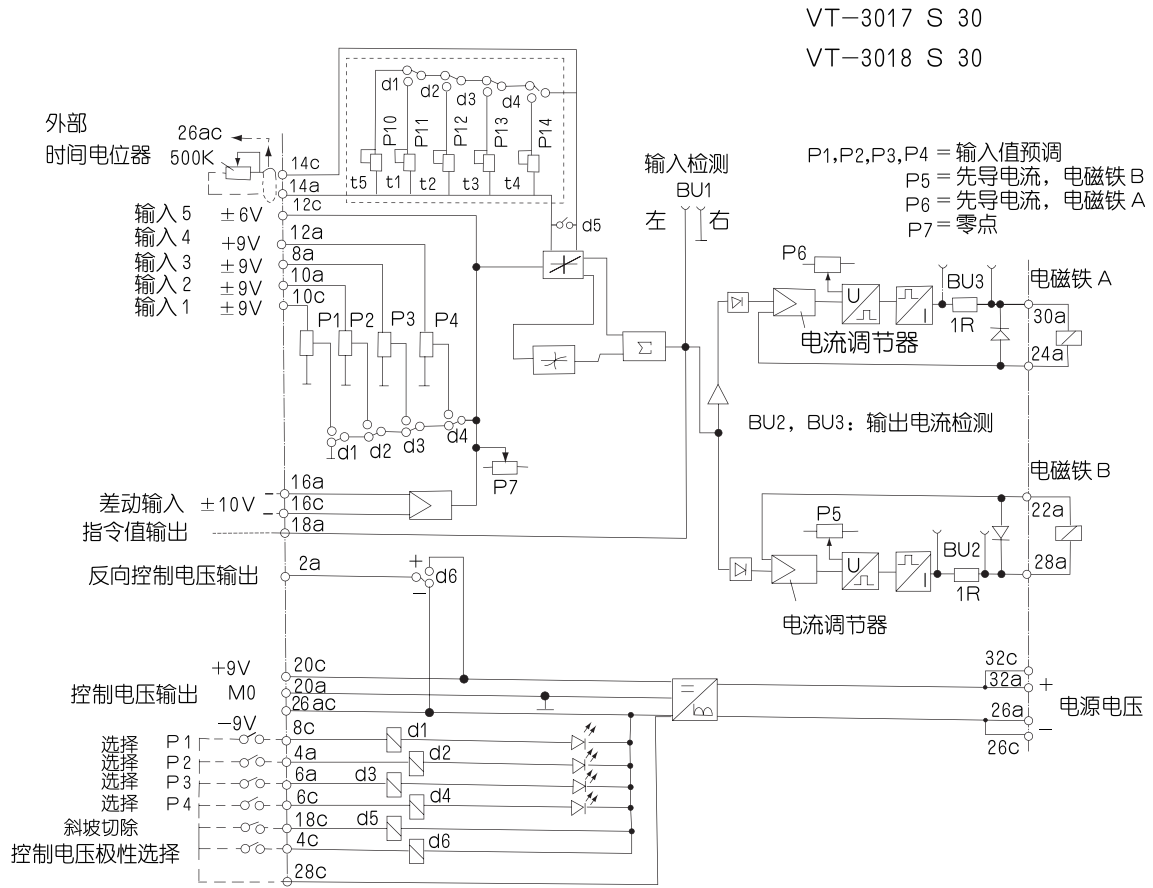 VT-3017 S 30
VT-3018 S 30
外部
时间电位器
26ac
500K
14c
14a
12c
d1
d2
d3
d4
P10
P11
P12
P13
P14
t5
t1
t2
t3
t4
d5
输入检测
BU1
左 右
P1,P2,P3,P4 = 输入值预调
P5 = 先导电流，电磁铁 B
P6 = 先导电流，电磁铁 A
P7 = 零点
输入 5 ±6V
输入 4 +9V 12a
输入 3 ±9V 8a
输入 2 ±9V 10a
输入 1 ±9V 10c
P1
P2
P3
P4
d1
d2
d3
d4
P7
Σ
P6
U
I
BU3
1R
电流调节器
电磁铁 A
30a
24a
BU2，BU3：输出电流检测
电磁铁 B
22a
28a
P5
U
I
BU2
1R
电流调节器
差动输入 ±10V
- 16a
- 16c
指令值输出 18a
反向控制电压输出 2a
+
-
d6
+9V 20c
控制电压输出 M0 20a
26ac
-9V
选择 P1 8c d1
选择 P2 4a d2
选择 P3 6a d3
选择 P4 6c d4
斜坡切除 18c d5
控制电压极性选择 4c d6
28c
32c
32a +
26a
26c -
电源电压